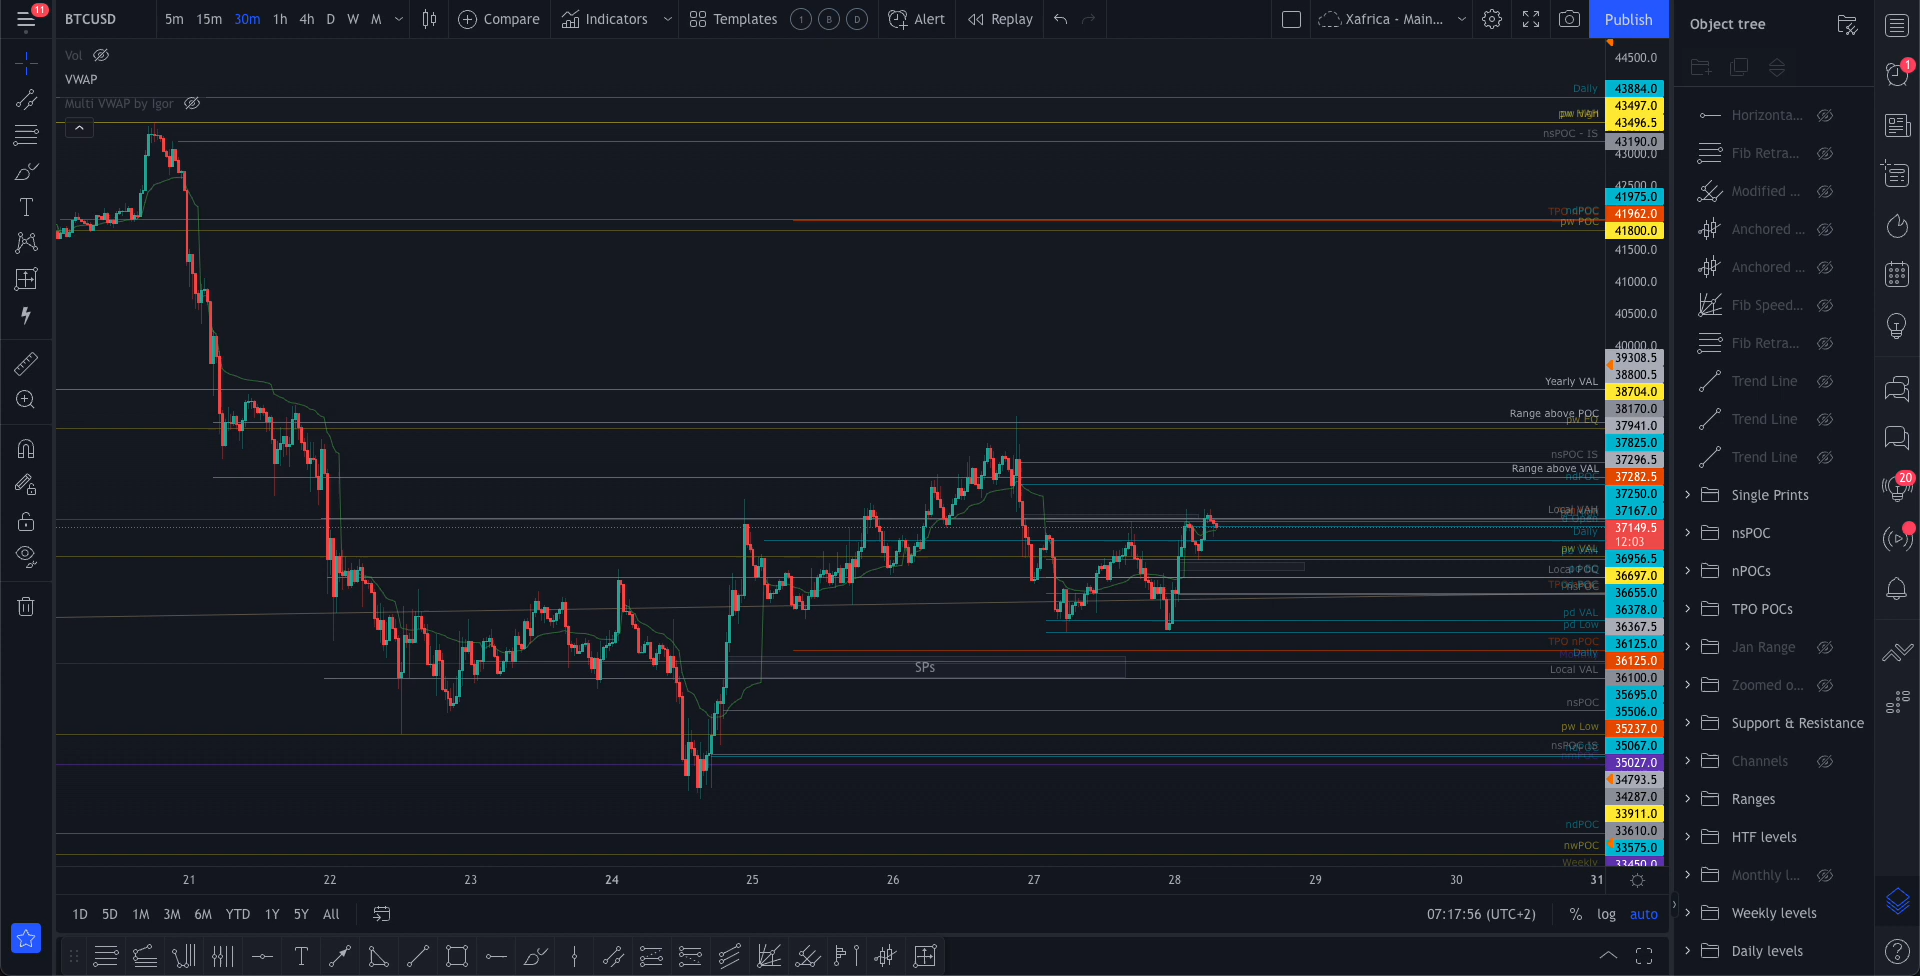 11
BTCUSD
5m 15m 30m 1h 4h D W M
Compare
Indicators
Templates
1 B D
Alert
Replay
Xafrica - Main...
Publish
Object tree
Vol
VWAP
Multi VWAP by Igor
Daily
nsPOC - IS
pw POC
Yearly VAL
Range above POC
pw EQ
nsPOC IS
Range above VAL
ndPOC
Daily
pw VAL
Local POC
pd VAL
pd Low
TPO nPOC
Daily
Local VAL
SPs
nsPOC
pw Low
nsPOC IS
ndPOC
nwPOC
Weekly
44500.0
43884.0
43497.0
43496.5
43190.0
43000.0
42500.0
41975.0
41962.0
41800.0
41500.0
41000.0
40500.0
40000.0
39308.5
38800.5
38704.0
38170.0
37941.0
37825.0
37296.5
37282.5
37250.0
37167.0
37149.5
12:03
36956.5
36697.0
36655.0
36378.0
36367.5
36125.0
36125.0
36100.0
35695.0
35506.0
35237.0
35067.0
35027.0
34793.5
34287.0
33911.0
33610.0
33575.0
33450.0
21 22 23 24 25 26 27 28 29 30 31
1D 5D 1M 3M 6M YTD 1Y 5Y All
07:17:56 (UTC+2)
% log auto
Horizonta...
Fib Retra...
Modified ...
Anchored ...
Anchored ...
Fib Speed...
Fib Retra...
Trend Line
Trend Line
Trend Line
Single Prints
nsPOC
nPOCs
TPO POCs
Jan Range
Zoomed o...
Support & Resistance
Channels
Ranges
HTF levels
Monthly l...
Weekly levels
Daily levels
1
20